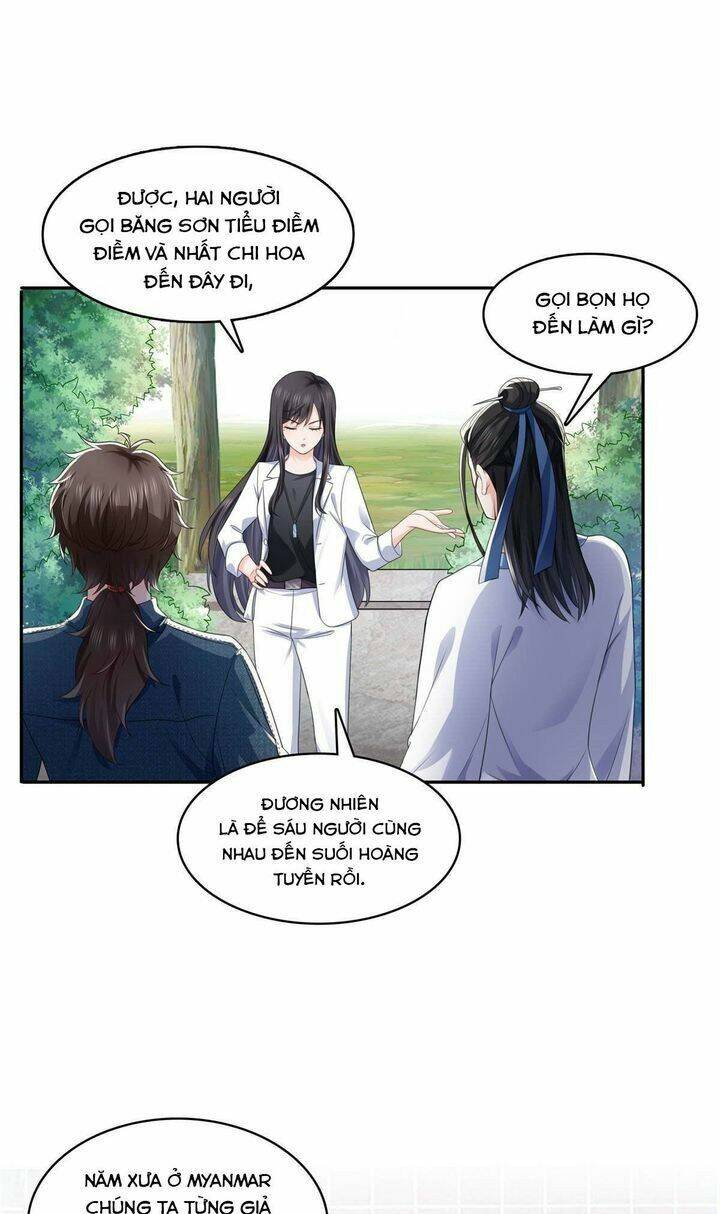 ĐƯỢC, HAI NGƯỜI
GỌI BĂNG SƠN TIỂU ĐIỀM
ĐIỀM VÀ NHẤT CHI HOA
ĐẾN ĐÂY ĐI,
GỌI BỌN HỌ
ĐẾN LÀM GÌ?
ĐƯƠNG NHIÊN
LÀ ĐỂ SÁU NGƯỜI CÙNG
NHAU ĐẾN SUỐI HOÀNG
TUYỀN RỒI.
NĂM XƯA Ở MYANMAR
CHÚNG TA TỪNG GIẢ